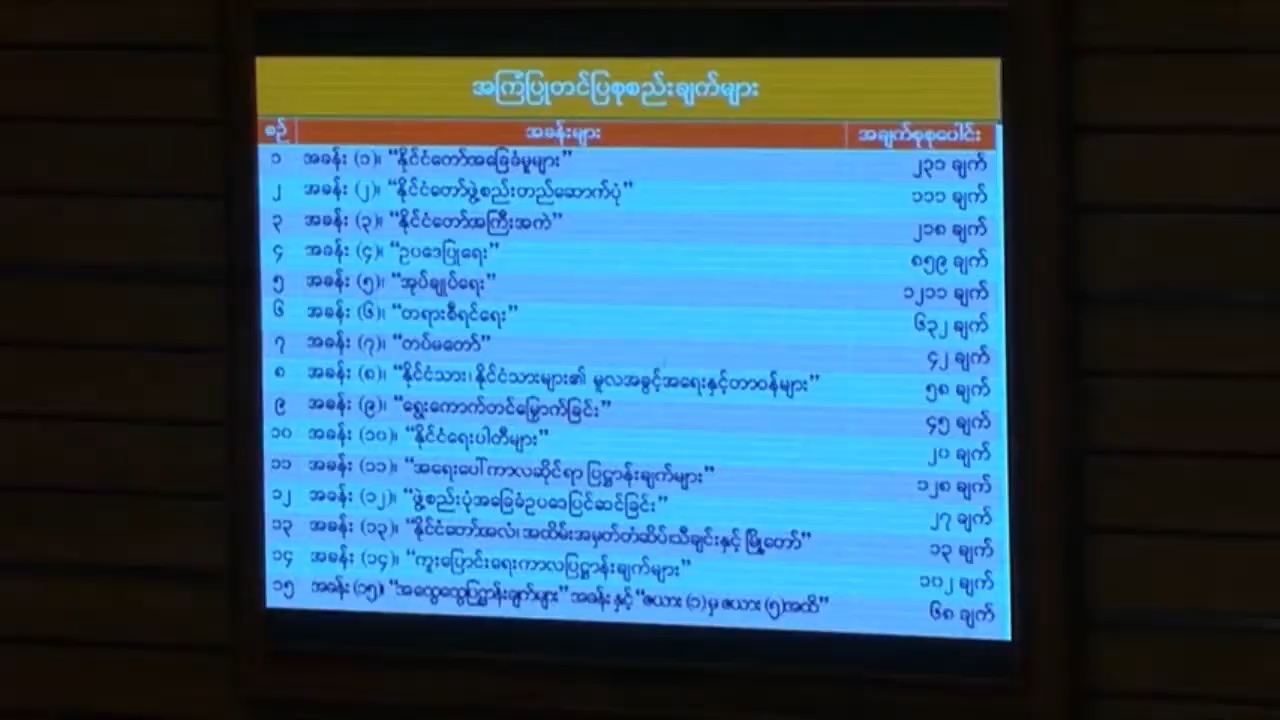 အကြံပြုတင်ပြစုစည်းချက်များ
စဉ် အခန်းများ အချက်စုစုပေါင်း
၁ အခန်း (၁)၊ “နိုင်ငံတော်အခြေခံမူများ” ၂၃၁ ချက်
၂ အခန်း (၂)၊ “နိုင်ငံတော်ဖွဲ့စည်းတည်ဆောက်ပုံ” ၁၁၁ ချက်
၃ အခန်း (၃)၊ “နိုင်ငံတော်အကြီးအကဲ” ၂၁၈ ချက်
၄ အခန်း (၄)၊ “ဥပဒေပြုရေး” ၈၅၉ ချက်
၅ အခန်း (၅)၊ “အုပ်ချုပ်ရေး” ၁၂၁၁ ချက်
၆ အခန်း (၆)၊ “တရားစီရင်ရေး” ၆၃၂ ချက်
၇ အခန်း (၇)၊ “တပ်မတော်” ၄၂ ချက်
၈ အခန်း (၈)၊ “နိုင်ငံသား၊ နိုင်ငံသားများ၏ မူလအခွင့်အရေးနှင့်တာဝန်များ” ၅၈ ချက်
၉ အခန်း (၉)၊ “ရွေးကောက်တင်မြှောက်ခြင်း” ၄၅ ချက်
၁၀ အခန်း (၁၀)၊ “နိုင်ငံရေးပါတီများ” ၂၀ ချက်
၁၁ အခန်း (၁၁)၊ “အရေးပေါ်ကာလဆိုင်ရာ ပြဋ္ဌာန်းချက်များ” ၁၂၈ ချက်
၁၂ အခန်း (၁၂)၊ “ဖွဲ့စည်းပုံအခြေခံဥပဒေပြင်ဆင်ခြင်း” ၂၇ ချက်
၁၃ အခန်း (၁၃)၊ “နိုင်ငံတော်အလံ၊ အထိမ်းအမှတ်တံဆိပ်၊ သီချင်းနှင့် မြို့တော်” ၁၃ ချက်
၁၄ အခန်း (၁၄)၊ “ကူးပြောင်းရေးကာလပြဋ္ဌာန်းချက်များ” ၁၀၂ ချက်
၁၅ အခန်း (၁၅)၊ “အထွေထွေပြဋ္ဌာန်းချက်များ” အခန်း နှင့် “ဇယား (၁) မှ ဇယား (၅)အထိ” ၆၈ ချက်